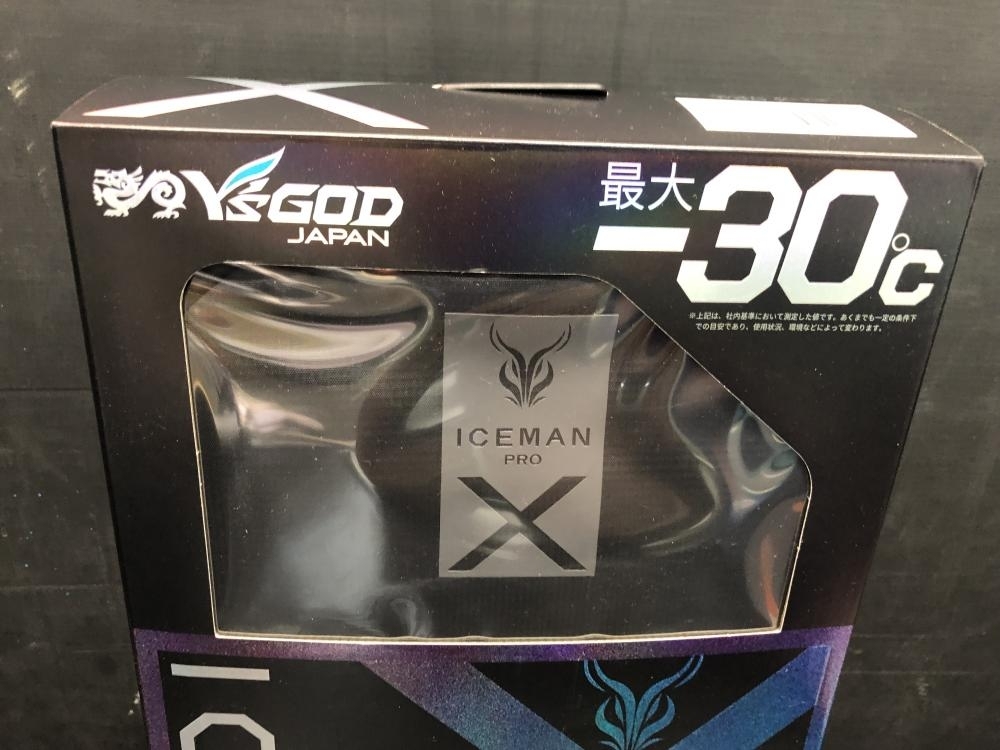 Y'sGOD
JAPAN
最大
-30℃
※上記は、社内基準において測定した値です。あくまでも一定の条件下
での目安であり、使用状況、環境などによって変わります。
ICEMAN
PRO
X